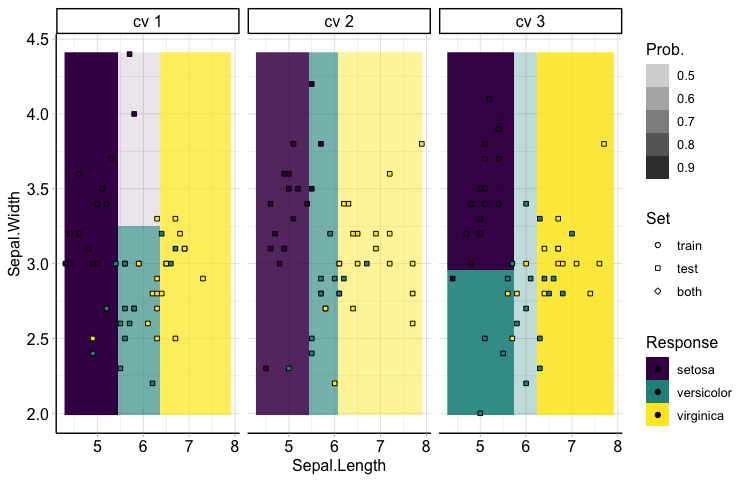 cv 1 cv 2 cv 3
4.5
4.0
3.5
3.0
2.5
2.0
Sepal.Width
5 6 7 8 5 6 7 8 5 6 7 8
Sepal.Length
Prob.
0.5
0.6
0.7
0.8
0.9
Set
train
test
both
Response
setosa
versicolor
virginica